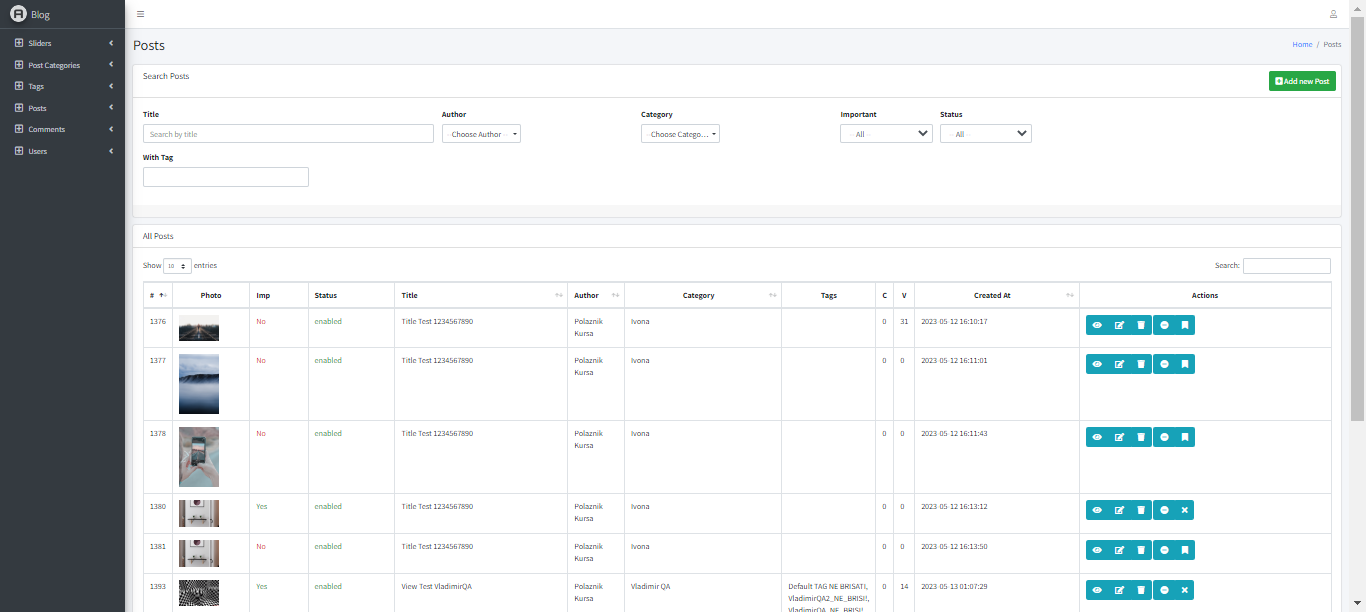 Blog
Sliders
Post Categories
Tags
Posts
Comments
Users
Posts
Home / Posts
Search Posts
Add new Post
Title
Author
Category
Important
Status
Search by title
--Choose Author --
--Choose Catego...
-- All --
-- All --
With Tag
All Posts
Show 10 entries
Search:
# Photo Imp Status Title Author Category Tags C V Created At Actions
1376 No enabled Title Test 1234567890 Polaznik Kursa Ivona 0 31 2023-05-12 16:10:17
1377 No enabled Title Test 1234567890 Polaznik Kursa Ivona 0 0 2023-05-12 16:11:01
1378 No enabled Title Test 1234567890 Polaznik Kursa Ivona 0 0 2023-05-12 16:11:43
1380 Yes enabled Title Test 1234567890 Polaznik Kursa Ivona 0 0 2023-05-12 16:13:12
1381 No enabled Title Test 1234567890 Polaznik Kursa Ivona 0 0 2023-05-12 16:13:50
1393 Yes enabled View Test VladimirQA Polaznik Kursa Vladimir QA Default TAG NE BRISATI, 0 14 2023-05-13 01:07:29
VladimirQA2_NE_BRISI!,
VladimirQA_NE_BRISI!